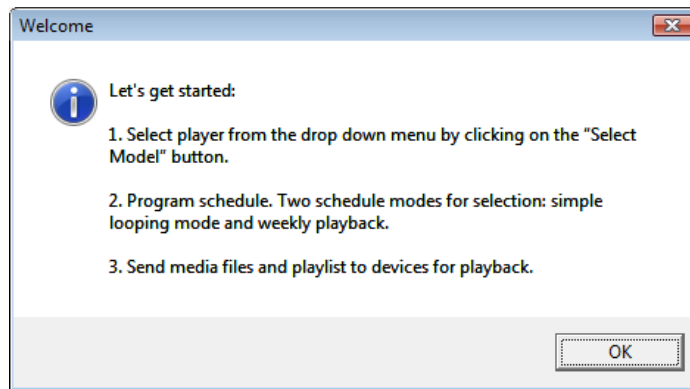 Welcome
Let's get started:
1. Select player from the drop down menu by clicking on the “Select
Model” button.
2. Program schedule. Two schedule modes for selection: simple
looping mode and weekly playback.
3. Send media files and playlist to devices for playback.
OK